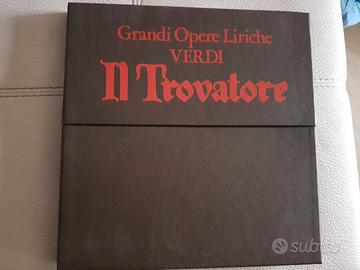 Grandi Opere Liriche
VERDI
Il Trovatore
subito